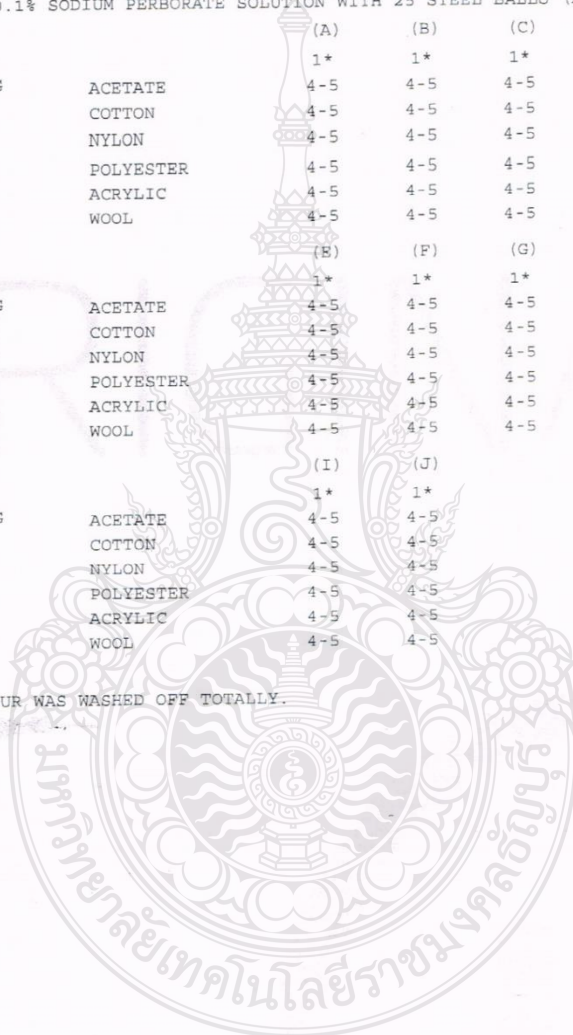 0.1% SODIUM PERBORATE SOLUTION WITH 25 STEEL BALLS
(A) (B) (C)
1* 1* 1*
G ACETATE 4-5 4-5 4-5
COTTON 4-5 4-5 4-5
NYLON 4-5 4-5 4-5
POLYESTER 4-5 4-5 4-5
ACRYLIC 4-5 4-5 4-5
WOOL 4-5 4-5 4-5
(E) (F) (G)
1* 1* 1*
G ACETATE 4-5 4-5 4-5
COTTON 4-5 4-5 4-5
NYLON 4-5 4-5 4-5
POLYESTER 4-5 4-5 4-5
ACRYLIC 4-5 4-5 4-5
WOOL 4-5 4-5 4-5
(I) (J)
1* 1*
G ACETATE 4-5 4-5
COTTON 4-5 4-5
NYLON 4-5 4-5
POLYESTER 4-5 4-5
ACRYLIC 4-5 4-5
WOOL 4-5 4-5
UR WAS WASHED OFF TOTALLY.
มหาวิทยาลัยเทคโนโลยีราชมงคลธัญบุรี